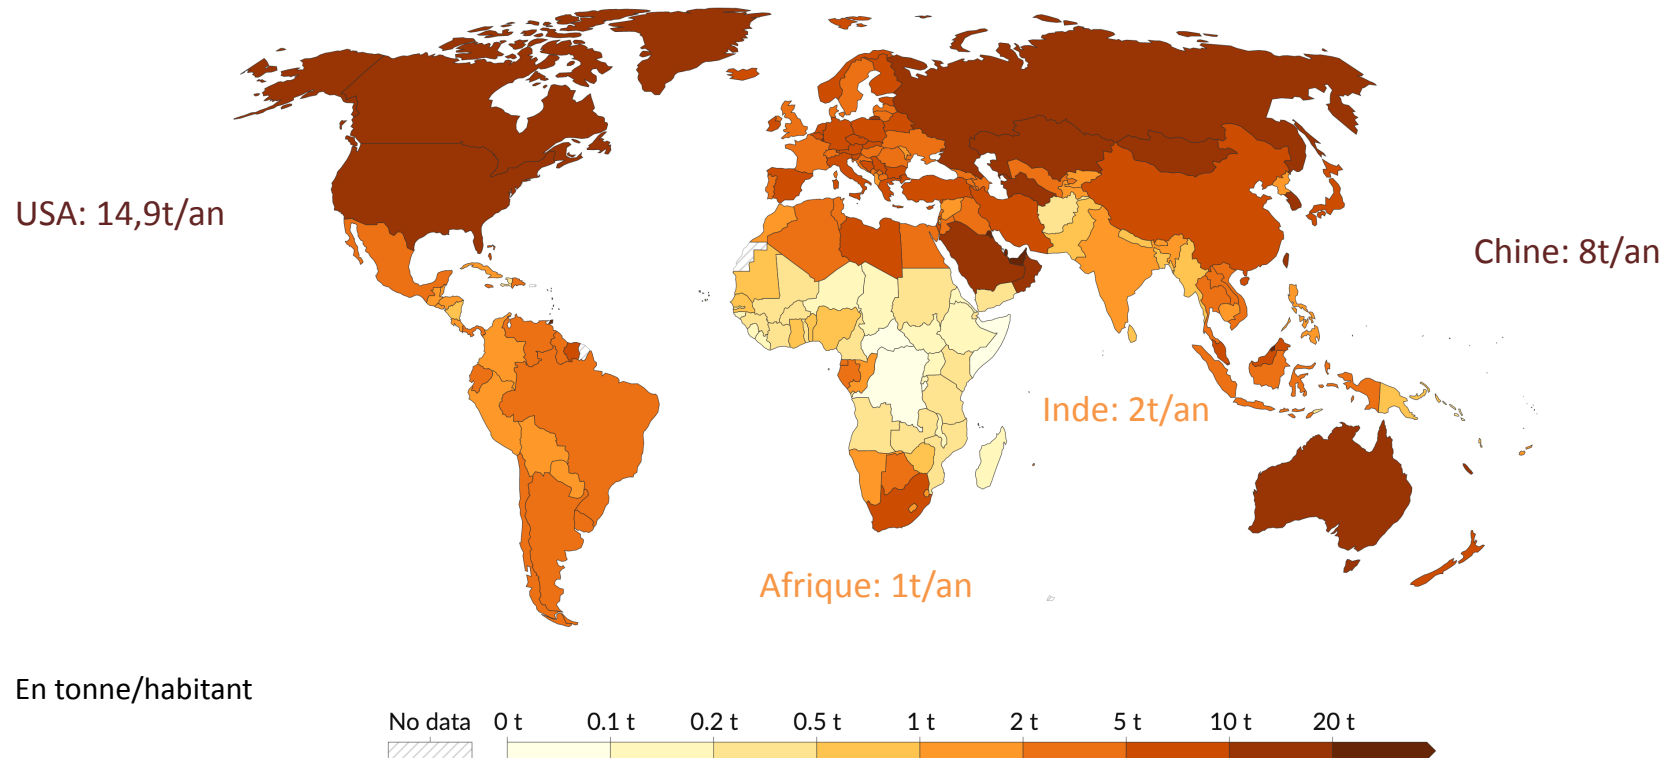 USA: 14,9t/an
Chine: 8t/an
Inde: 2t/an
Afrique: 1t/an
En tonne/habitant
No data 0 t 0.1 t 0.2 t 0.5 t 1 t 2 t 5 t 10 t 20 t